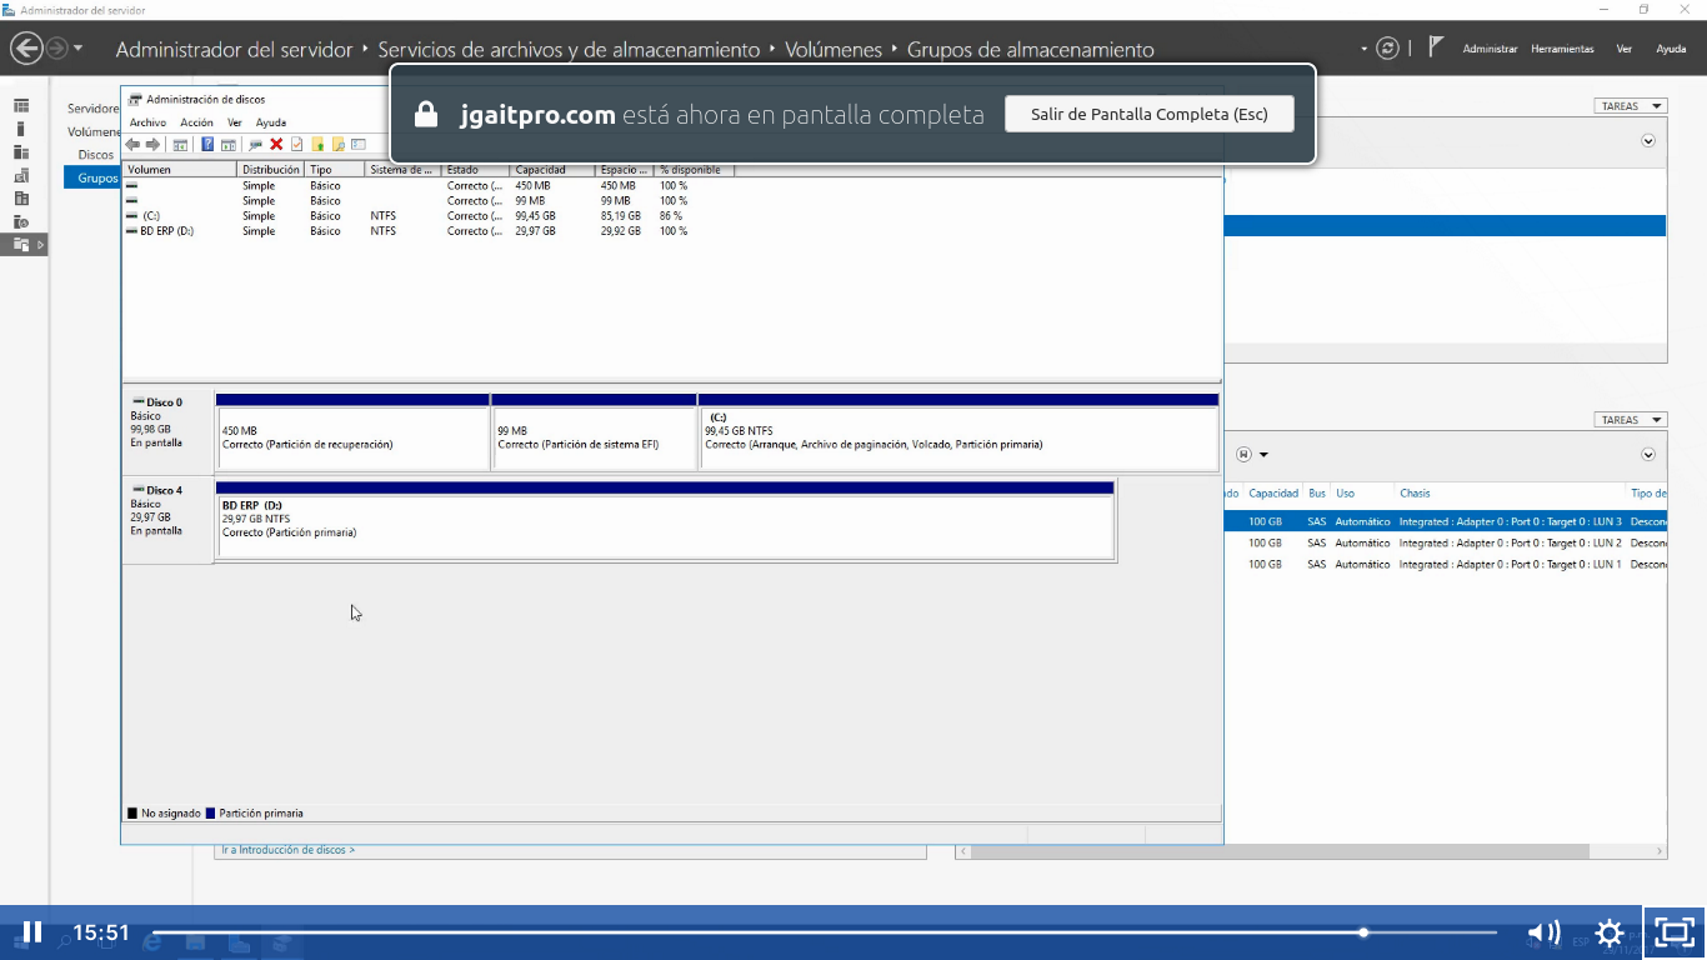 Administrador del servidor
Administrador del servidor • Servicios de archivos y de almacenamiento • Volúmenes • Grupos de almacenamiento
Administrar Herramientas Ver Ayuda
jgaitpro.com está ahora en pantalla completa
Salir de Pantalla Completa (Esc)
Servidore
Volúmene
Discos
Grupos
Administración de discos
Archivo Acción Ver Ayuda
Volumen Distribución Tipo Sistema de ... Estado Capacidad Espacio ... % disponible
Simple Básico Correcto (... 450 MB 450 MB 100 %
Simple Básico Correcto (... 99 MB 99 MB 100 %
(C:) Simple Básico NTFS Correcto (... 99,45 GB 85,19 GB 86 %
BD ERP (D:) Simple Básico NTFS Correcto (... 29,97 GB 29,92 GB 100 %
Disco 0
Básico
99,98 GB
En pantalla
450 MB
Correcto (Partición de recuperación)
99 MB
Correcto (Partición de sistema EFI)
(C:)
99,45 GB NTFS
Correcto (Arranque, Archivo de paginación, Volcado, Partición primaria)
Disco 4
Básico
29,97 GB
En pantalla
BD ERP (D:)
29,97 GB NTFS
Correcto (Partición primaria)
No asignado Partición primaria
Ir a Introducción de discos >
TAREAS
TAREAS
do Capacidad Bus Uso Chasis Tipo de
100 GB SAS Automático Integrated : Adapter 0 : Port 0 : Target 0 : LUN 3 Descon
100 GB SAS Automático Integrated : Adapter 0 : Port 0 : Target 0 : LUN 2 Descon
100 GB SAS Automático Integrated : Adapter 0 : Port 0 : Target 0 : LUN 1 Descon
15:51
ESP